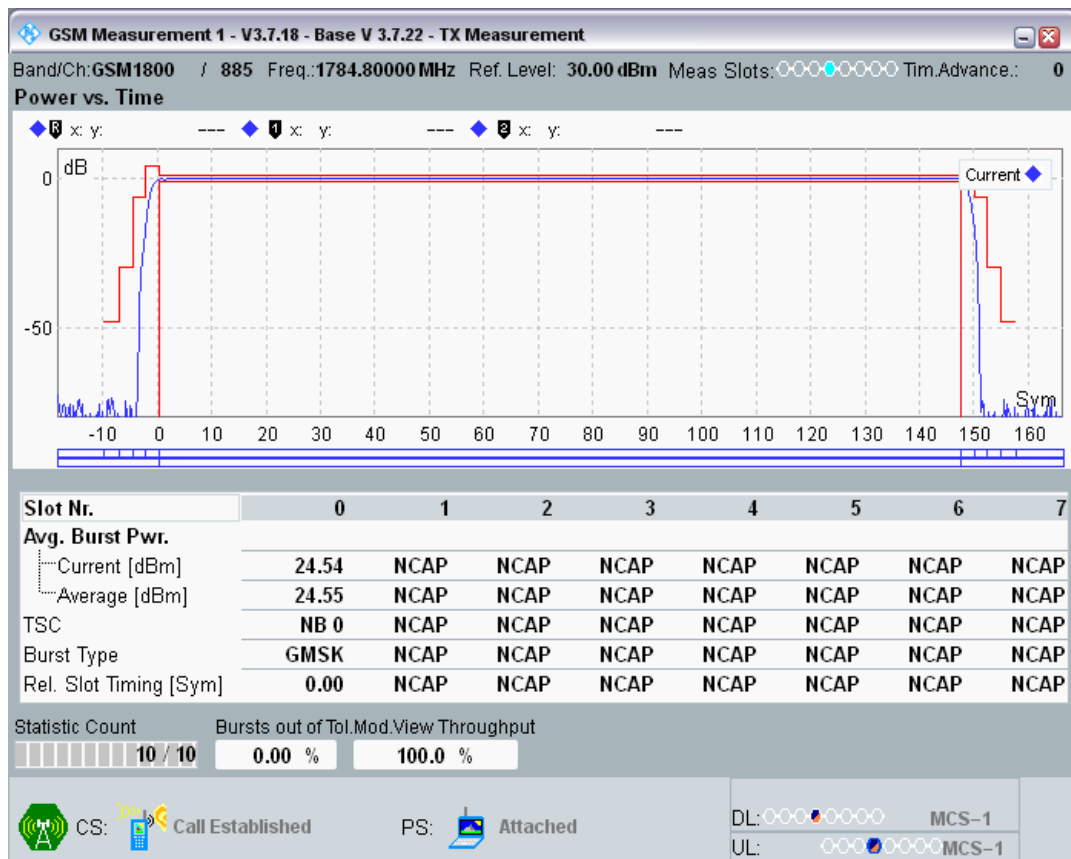 GSM Measurement 1 - V3.7.18 - Base V 3.7.22 - TX Measurement
Band/Ch:GSM1800 / 885 Freq.:1784.80000 MHz Ref. Level: 30.00 dBm Meas Slots: Tim.Advance.: 0
Power vs. Time
R x: y: --- 1 x: y: --- 2 x: y: ---
dB
Current
0
-50
Sym
-10 0 10 20 30 40 50 60 70 80 90 100 110 120 130 140 150 160
Slot Nr. 0 1 2 3 4 5 6 7
Avg. Burst Pwr.
Current [dBm] 24.54 NCAP NCAP NCAP NCAP NCAP NCAP NCAP
Average [dBm] 24.55 NCAP NCAP NCAP NCAP NCAP NCAP NCAP
TSC NB 0 NCAP NCAP NCAP NCAP NCAP NCAP NCAP
Burst Type GMSK NCAP NCAP NCAP NCAP NCAP NCAP NCAP
Rel. Slot Timing [Sym] 0.00 NCAP NCAP NCAP NCAP NCAP NCAP NCAP
Statistic Count Bursts out of Tol. Mod.View Throughput
10 / 10 0.00 % 100.0 %
CS: Call Established PS: Attached DL: MCS-1
UL: MCS-1